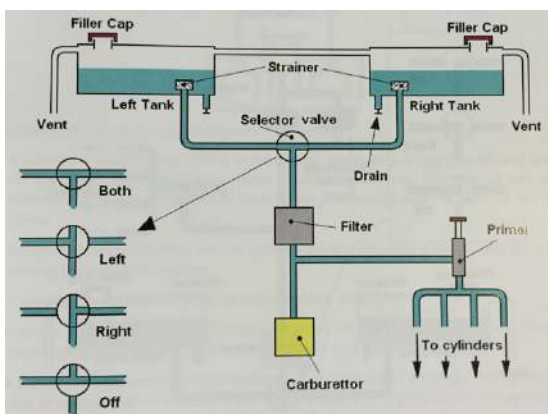 Filler Cap
Filler Cap
Strainer
Left Tank
Right Tank
Selector valve
Vent
Vent
Drain
Both
Left
Filter
Primer
Right
To cylinders
Carburettor
Off